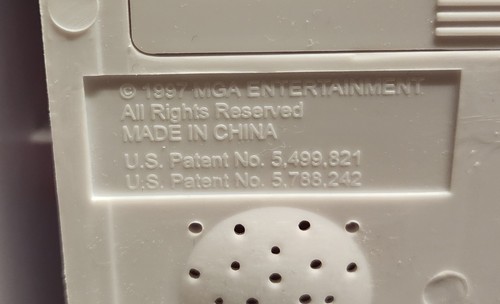 © 1997 MGA ENTERTAINMENT
All Rights Reserved
MADE IN CHINA
U.S. Patent No. 5,499,821
U.S. Patent No. 5,788,242